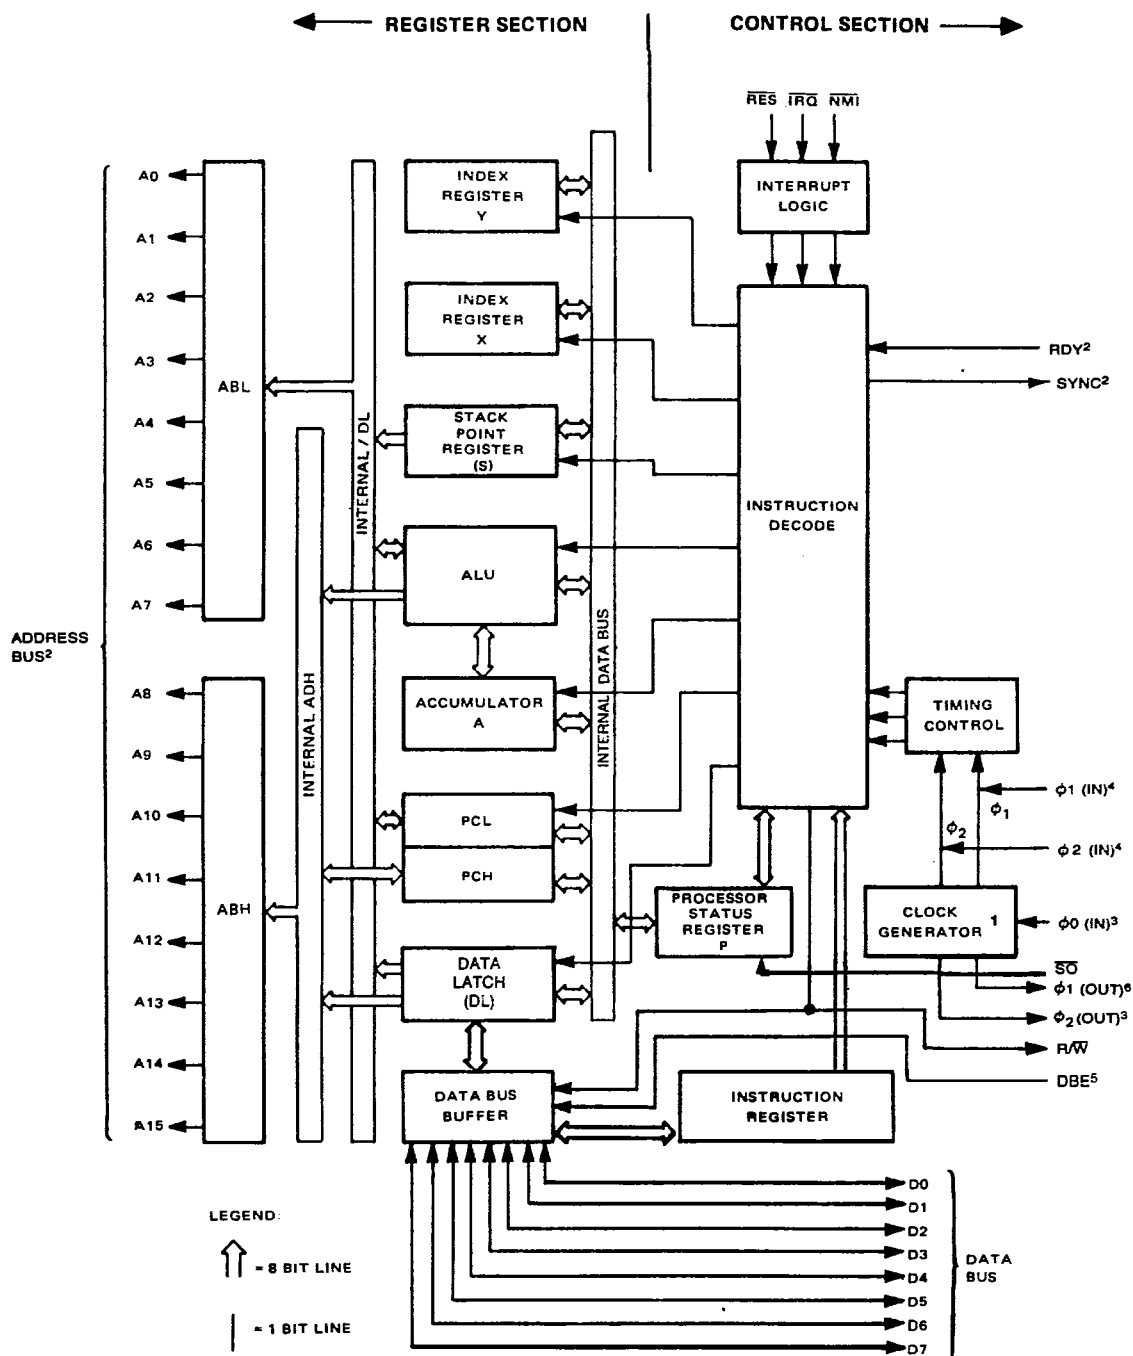 REGISTER SECTION
CONTROL SECTION
RES IRQ NMI
INTERRUPT
LOGIC
A0
A1
A2
A3
A4
A5
A6
A7
ADDRESS
BUS²
A8
A9
A10
A11
A12
A13
A14
A15
ABL
ABH
INTERNAL ADH
INTERNAL / DL
INDEX
REGISTER
Y
INDEX
REGISTER
X
STACK
POINT
REGISTER
(S)
ALU
ACCUMULATOR
A
PCL
PCH
DATA
LATCH
(DL)
DATA BUS
BUFFER
INTERNAL DATA BUS
INSTRUCTION
DECODE
RDY²
SYNC²
TIMING
CONTROL
ϕ1 (IN)⁴
ϕ₁
ϕ₂
ϕ2 (IN)⁴
PROCESSOR
STATUS
REGISTER
P
CLOCK
GENERATOR 1
ϕ0 (IN)³
SO
ϕ1 (OUT)⁶
ϕ₂(OUT)³
R/W
DBE⁵
INSTRUCTION
REGISTER
D0
D1
D2
D3
D4
D5
D6
D7
DATA
BUS
LEGEND:
= 8 BIT LINE
= 1 BIT LINE